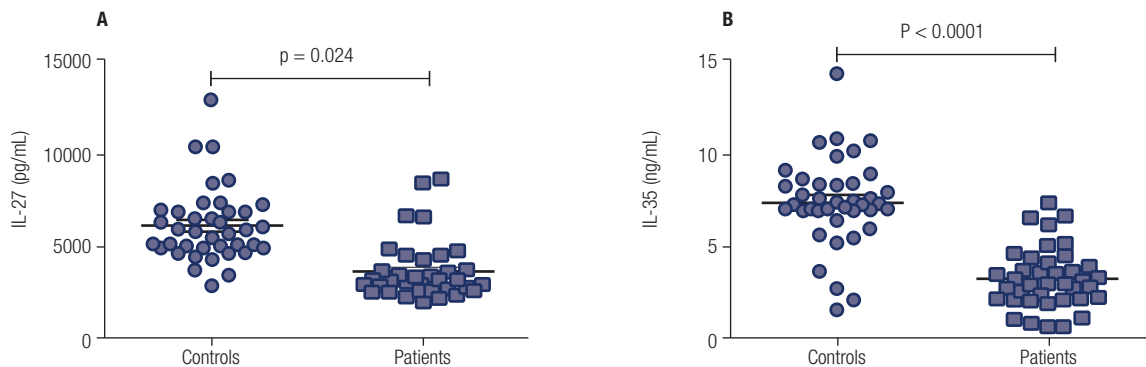 A
p = 0.024
15000
10000
5000
0
IL-27 (pg/mL)
Controls
Patients
B
P < 0.0001
15
10
5
0
IL-35 (ng/mL)
Controls
Patients